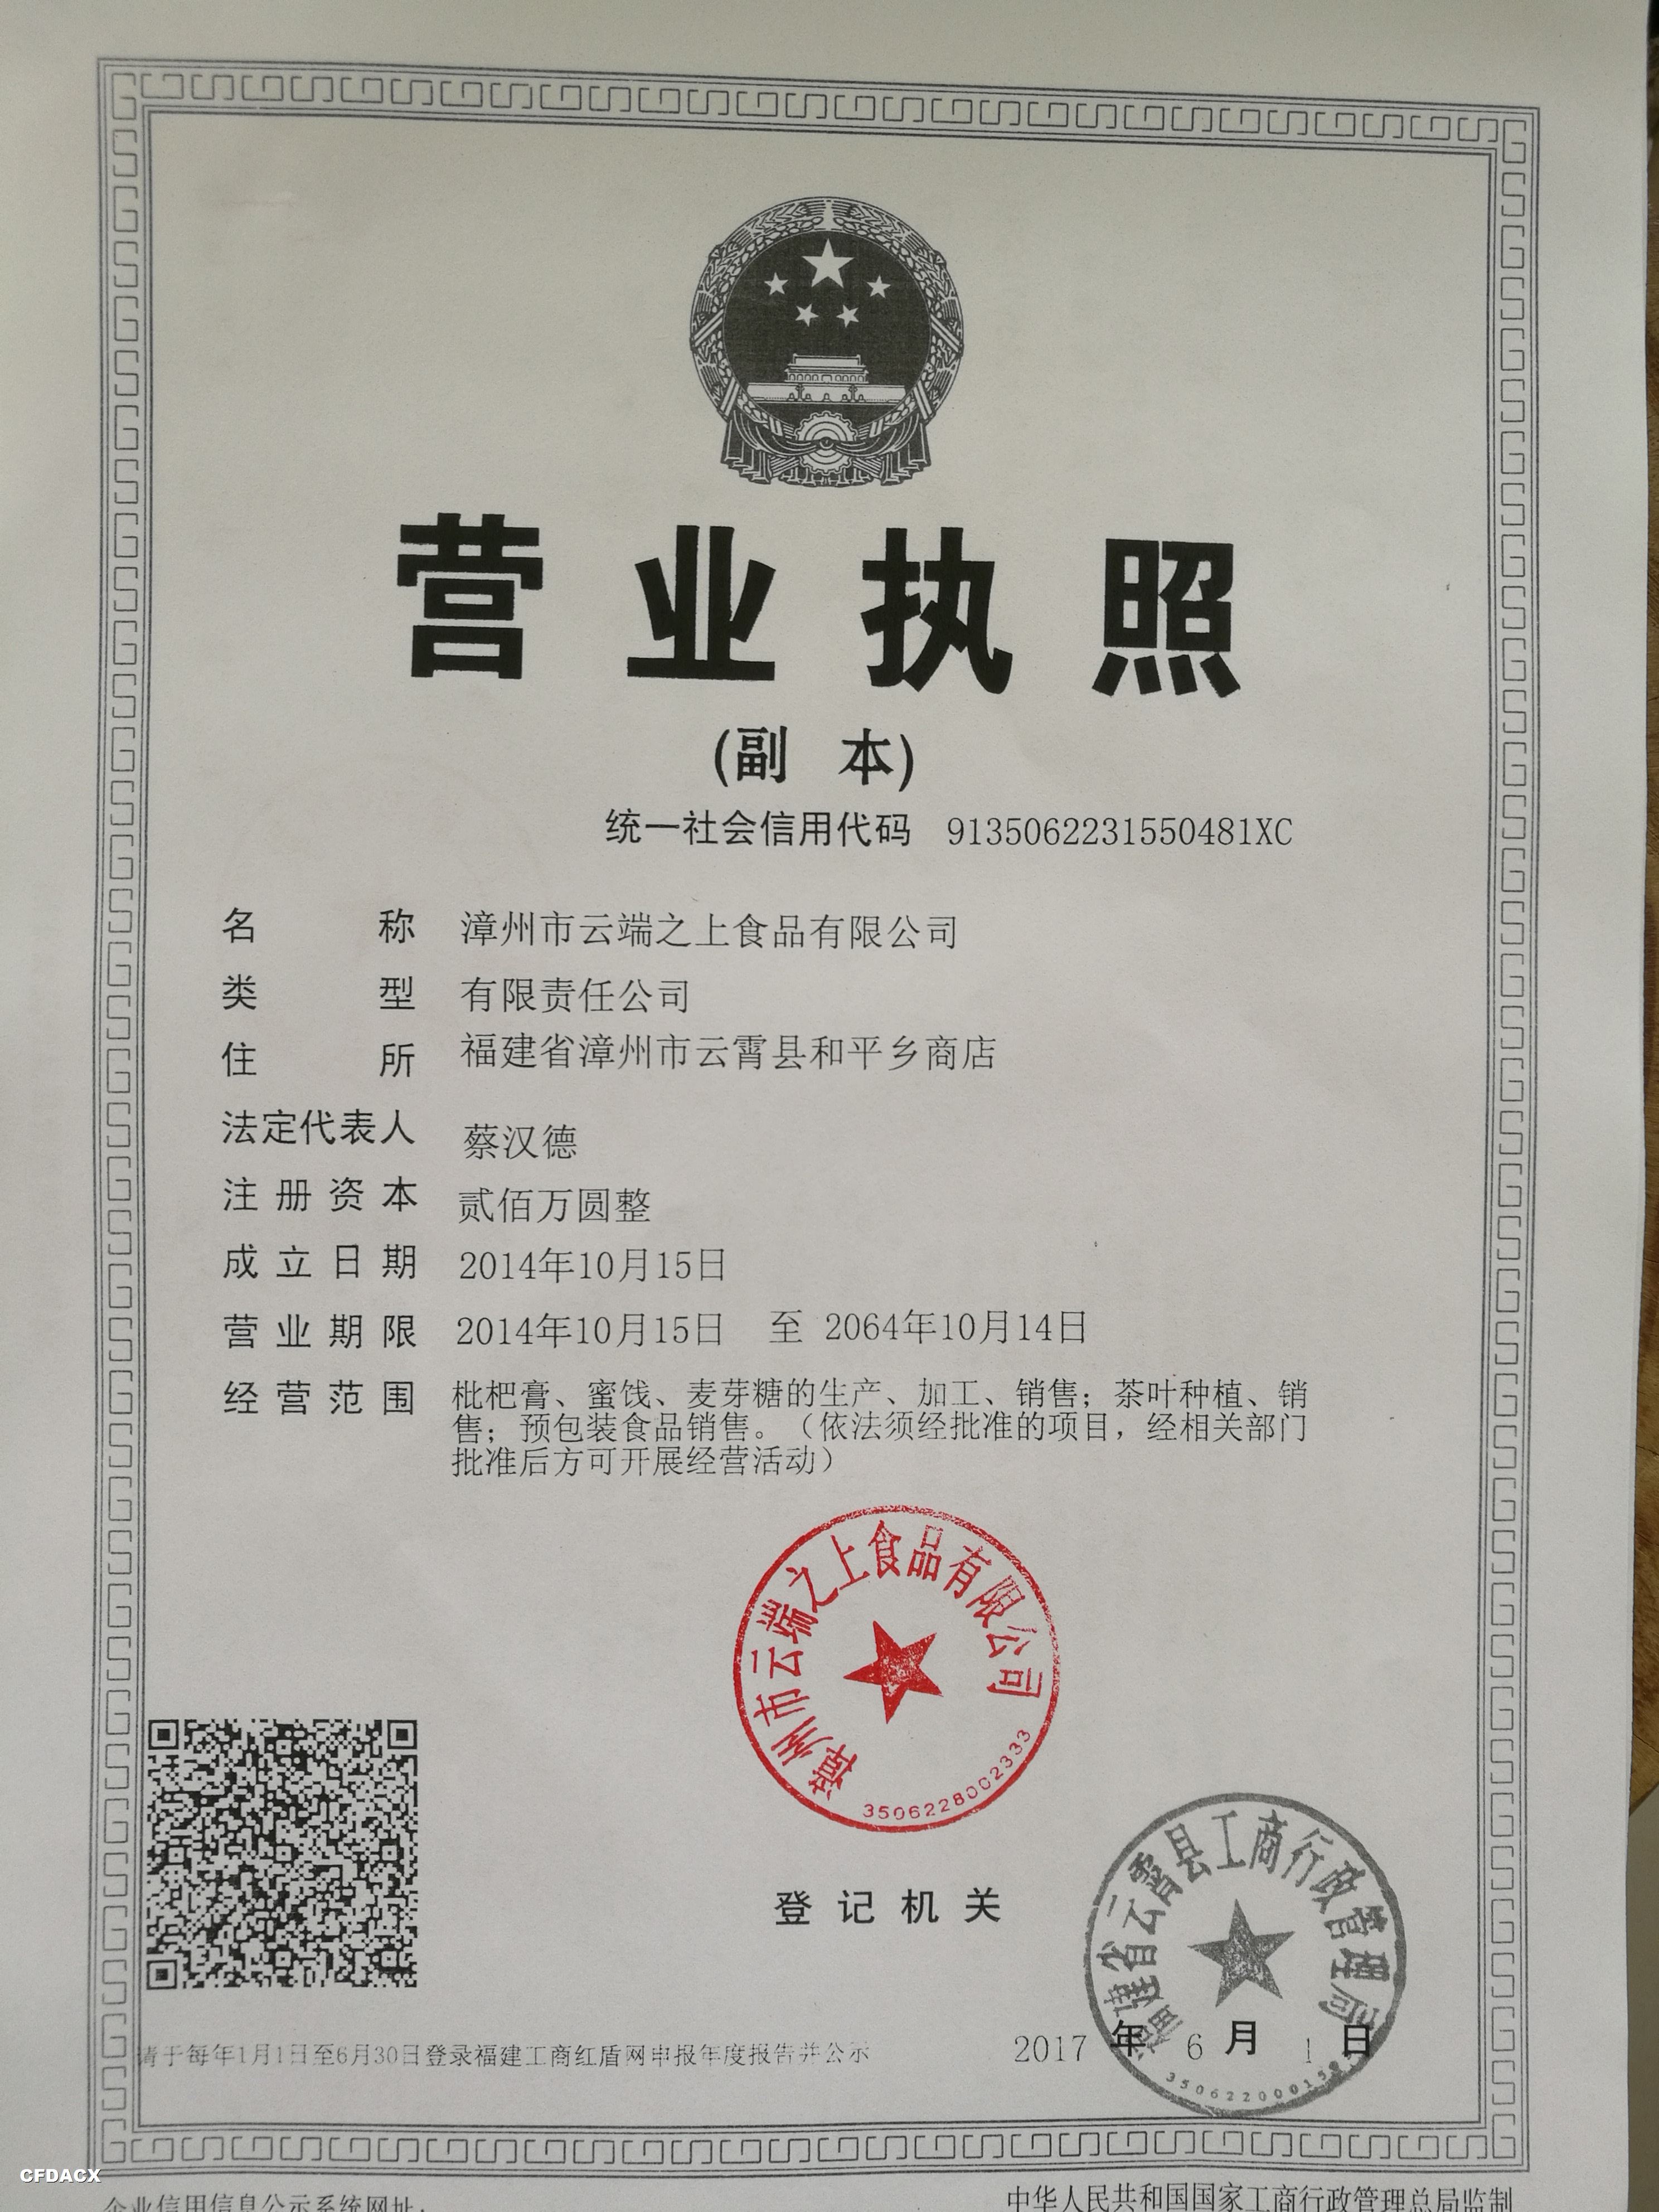 营业执照
(副 本)
统一社会信用代码 9135062231550481XC
名称 漳州市云端之上食品有限公司
类型 有限责任公司
住所 福建省漳州市云霄县和平乡商店
法定代表人 蔡汉德
注册资本 贰佰万圆整
成立日期 2014年10月15日
营业期限 2014年10月15日 至 2064年10月14日
经营范围 枇杷膏、蜜饯、麦芽糖的生产、加工、销售；茶叶种植、销
售；预包装食品销售。（依法须经批准的项目，经相关部门
批准后方可开展经营活动）
漳州市云端之上食品有限公司
3506228002333
登记机关
福建省云霄县工商行政管理局
2017 年 6 月 1 日
请于每年1月1日至6月30日登录福建工商红盾网申报年度报告并公示
CFDACX
企业信用信息公示系统网址：
中华人民共和国国家工商行政管理总局监制